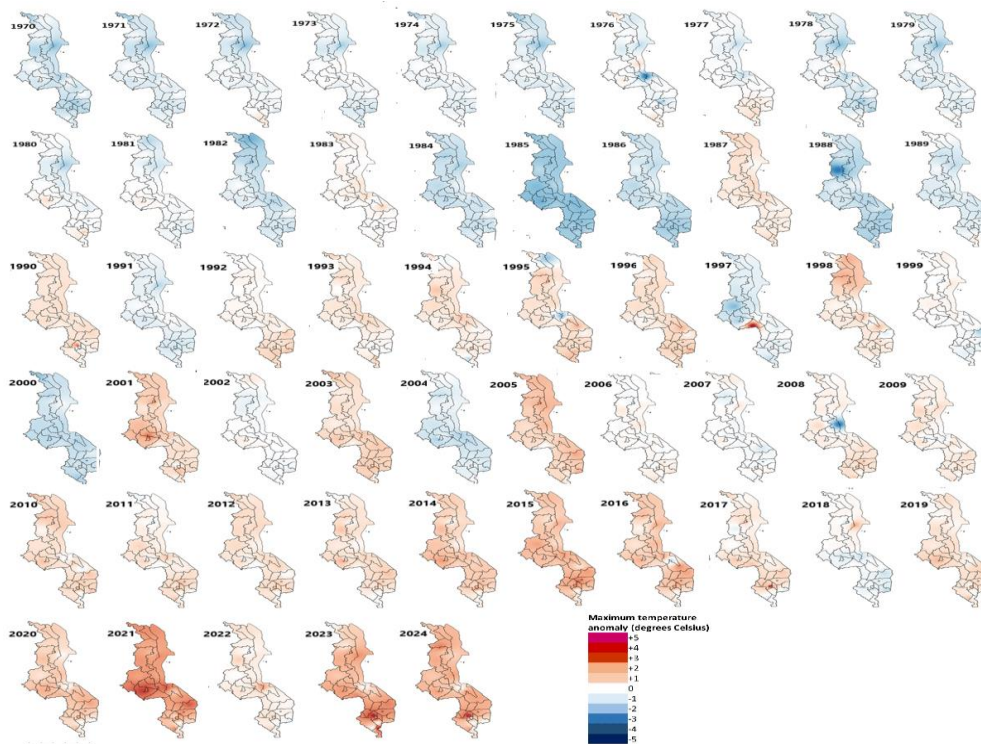 1970 1971 1972 1973 1974 1975 1976 1977 1978 1979
1980 1981 1982 1983 1984 1985 1986 1987 1988 1989
1990 1991 1992 1993 1994 1995 1996 1997 1998 1999
2000 2001 2002 2003 2004 2005 2006 2007 2008 2009
2010 2011 2012 2013 2014 2015 2016 2017 2018 2019
2020 2021 2022 2023 2024
Maximum temperature
anomaly (degrees Celsius)
+5
+4
+3
+2
+1
0
-1
-2
-3
-4
-5